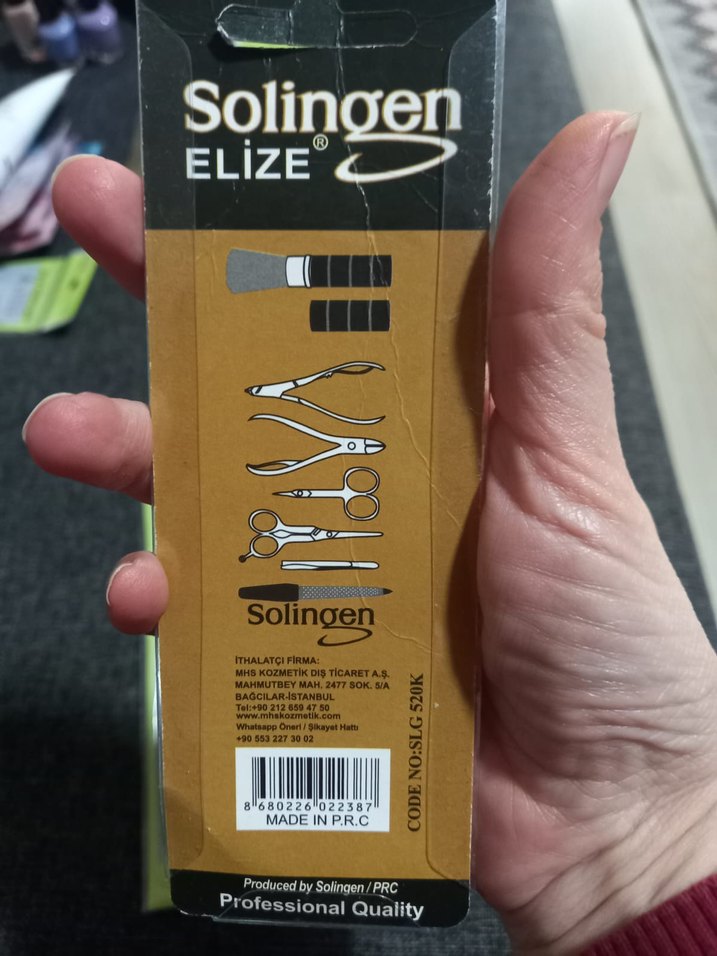 Solingen
ELİZE®
Solingen
İTHALATÇI FİRMA:
MHS KOZMETİK DIŞ TİCARET A.Ş.
MAHMUTBEY MAH. 2477 SOK. 5/A
BAĞCILAR-İSTANBUL
Tel:+90 212 659 47 50
www.mhskozmetik.com
Whatsapp Öneri / Şikayet Hattı
+90 553 227 30 02
8 680226 022387
MADE IN P.R.C
CODE NO:SLG 520K
Produced by Solingen / PRC
Professional Quality